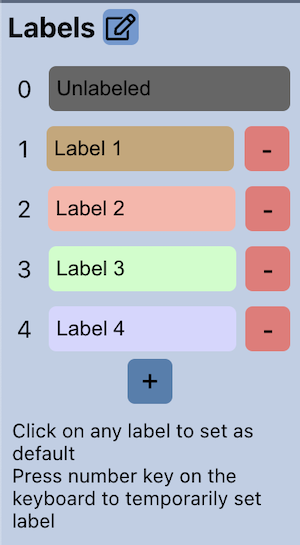 Labels
0 Unlabeled
1 Label 1 -
2 Label 2 -
3 Label 3 -
4 Label 4 -
+
Click on any label to set as
default
Press number key on the
keyboard to temporarily set
label